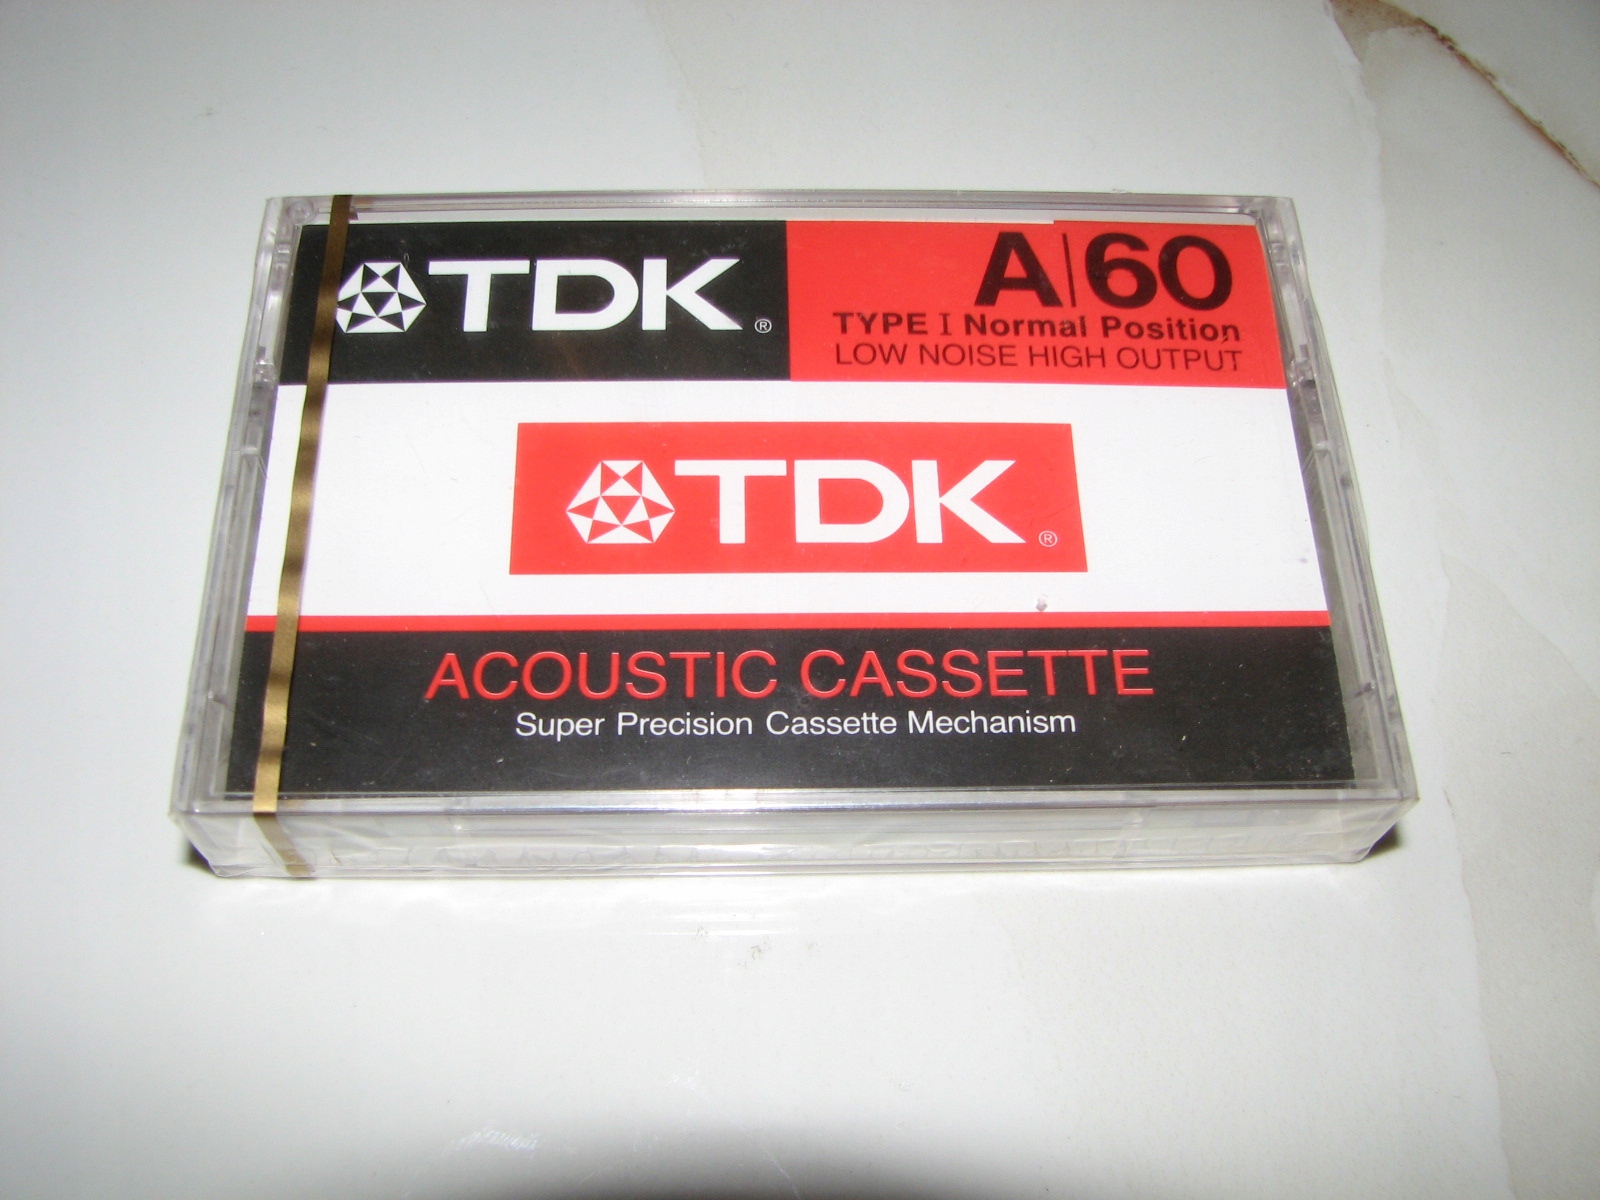 TDK®
A|60
TYPE I Normal Position
LOW NOISE HIGH OUTPUT
TDK®
ACOUSTIC CASSETTE
Super Precision Cassette Mechanism